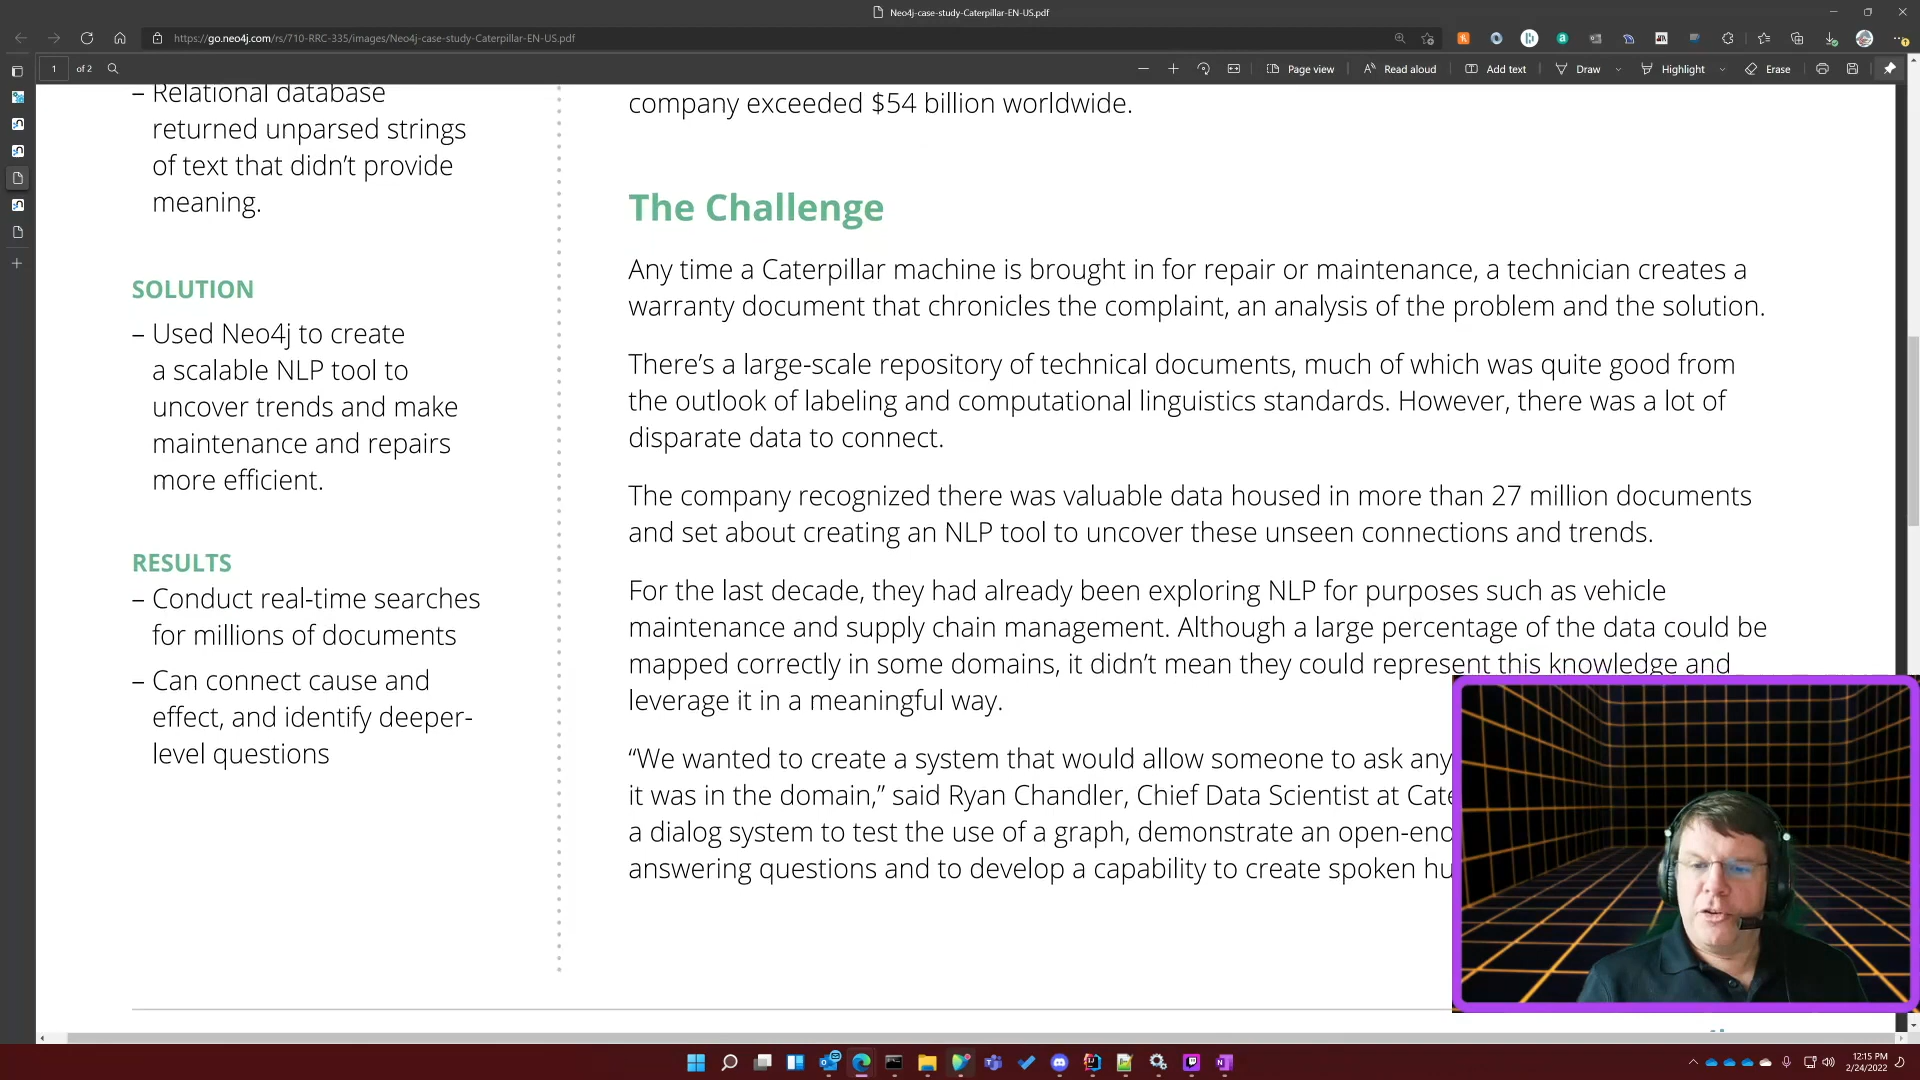 Neo4j-case-study-Caterpillar-EN-US.pdf
https://go.neo4j.com/rs/710-RRC-335/images/Neo4j-case-study-Caterpillar-EN-US.pdf
1 of 2
Page view
Read aloud
Add text
Draw
Highlight
Erase
– Relational database
returned unparsed strings
of text that didn’t provide
meaning.
SOLUTION
– Used Neo4j to create
a scalable NLP tool to
uncover trends and make
maintenance and repairs
more efficient.
RESULTS
– Conduct real-time searches
for millions of documents
– Can connect cause and
effect, and identify deeper-
level questions
company exceeded $54 billion worldwide.
The Challenge
Any time a Caterpillar machine is brought in for repair or maintenance, a technician creates a
warranty document that chronicles the complaint, an analysis of the problem and the solution.
There’s a large-scale repository of technical documents, much of which was quite good from
the outlook of labeling and computational linguistics standards. However, there was a lot of
disparate data to connect.
The company recognized there was valuable data housed in more than 27 million documents
and set about creating an NLP tool to uncover these unseen connections and trends.
For the last decade, they had already been exploring NLP for purposes such as vehicle
maintenance and supply chain management. Although a large percentage of the data could be
mapped correctly in some domains, it didn’t mean they could represent this knowledge and
leverage it in a meaningful way.
“We wanted to create a system that would allow someone to ask any
it was in the domain,” said Ryan Chandler, Chief Data Scientist at Cate
a dialog system to test the use of a graph, demonstrate an open-end
answering questions and to develop a capability to create spoken hu
12:15 PM
2/24/2022